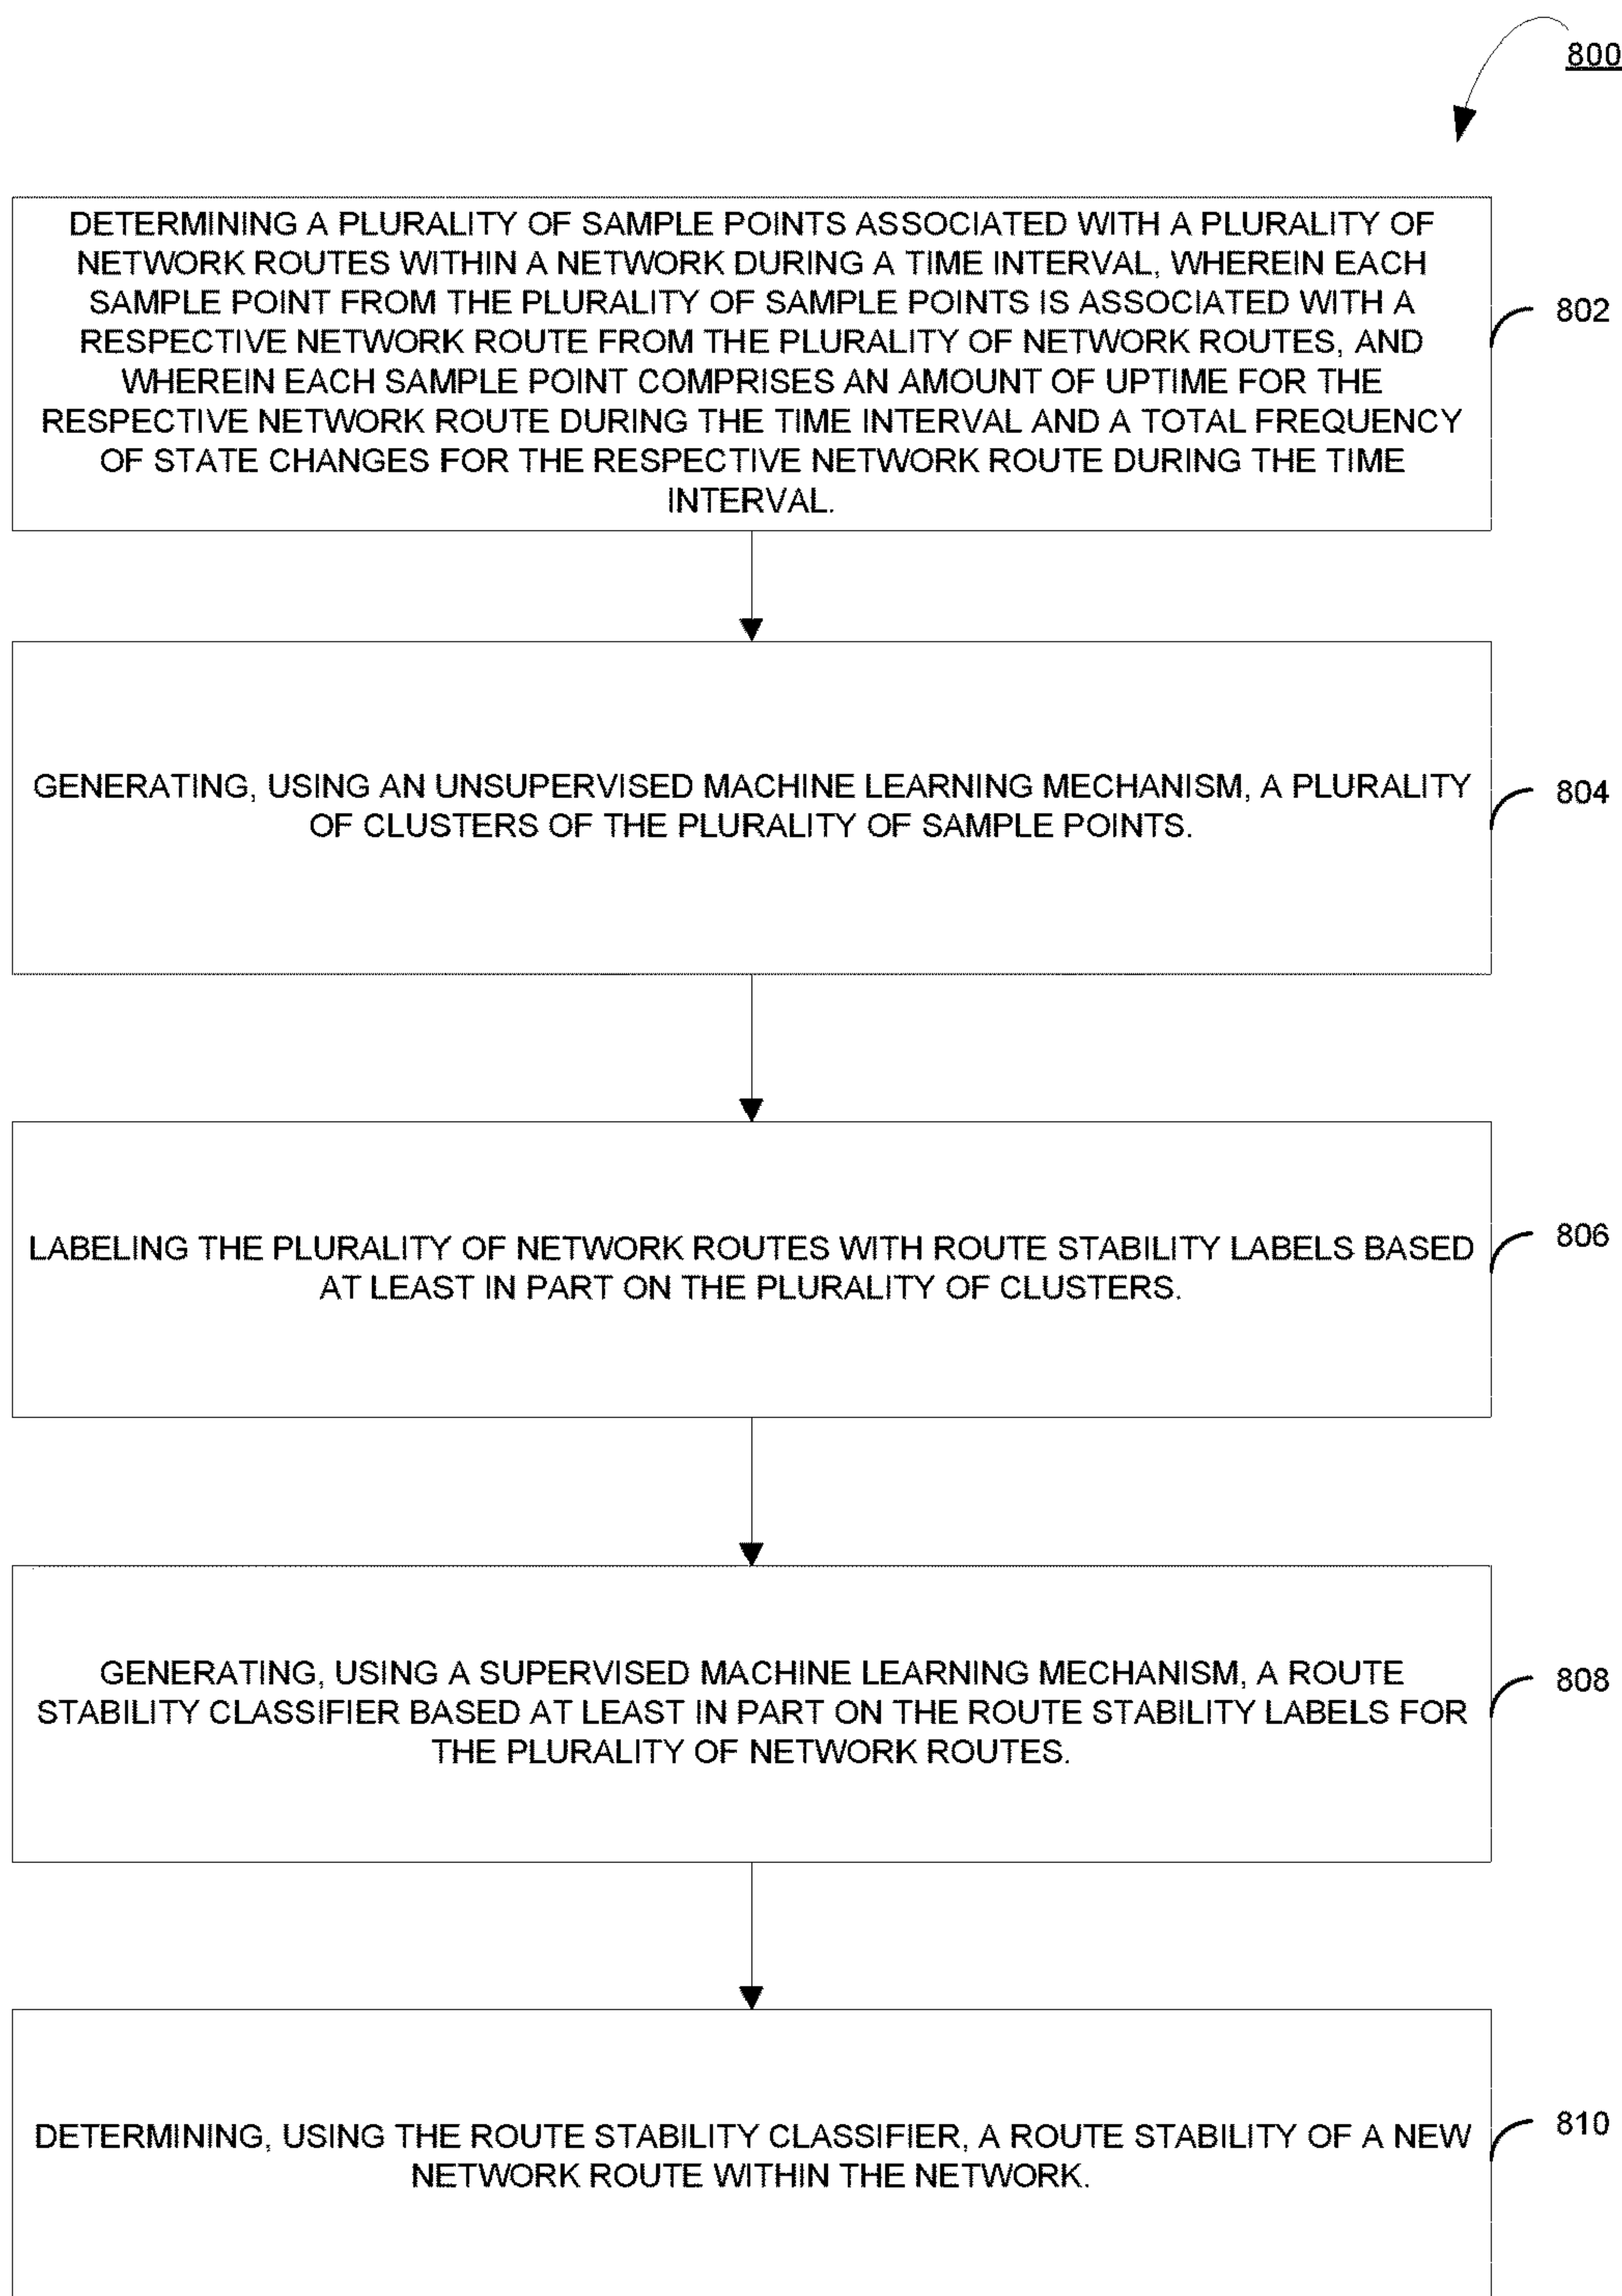 800
DETERMINING A PLURALITY OF SAMPLE POINTS ASSOCIATED WITH A PLURALITY OF
NETWORK ROUTES WITHIN A NETWORK DURING A TIME INTERVAL, WHEREIN EACH
SAMPLE POINT FROM THE PLURALITY OF SAMPLE POINTS IS ASSOCIATED WITH A
RESPECTIVE NETWORK ROUTE FROM THE PLURALITY OF NETWORK ROUTES, AND
WHEREIN EACH SAMPLE POINT COMPRISES AN AMOUNT OF UPTIME FOR THE
RESPECTIVE NETWORK ROUTE DURING THE TIME INTERVAL AND A TOTAL FREQUENCY
OF STATE CHANGES FOR THE RESPECTIVE NETWORK ROUTE DURING THE TIME
INTERVAL.
802
GENERATING, USING AN UNSUPERVISED MACHINE LEARNING MECHANISM, A PLURALITY
OF CLUSTERS OF THE PLURALITY OF SAMPLE POINTS.
804
LABELING THE PLURALITY OF NETWORK ROUTES WITH ROUTE STABILITY LABELS BASED
AT LEAST IN PART ON THE PLURALITY OF CLUSTERS.
806
GENERATING, USING A SUPERVISED MACHINE LEARNING MECHANISM, A ROUTE
STABILITY CLASSIFIER BASED AT LEAST IN PART ON THE ROUTE STABILITY LABELS FOR
THE PLURALITY OF NETWORK ROUTES.
808
DETERMINING, USING THE ROUTE STABILITY CLASSIFIER, A ROUTE STABILITY OF A NEW
NETWORK ROUTE WITHIN THE NETWORK.
810